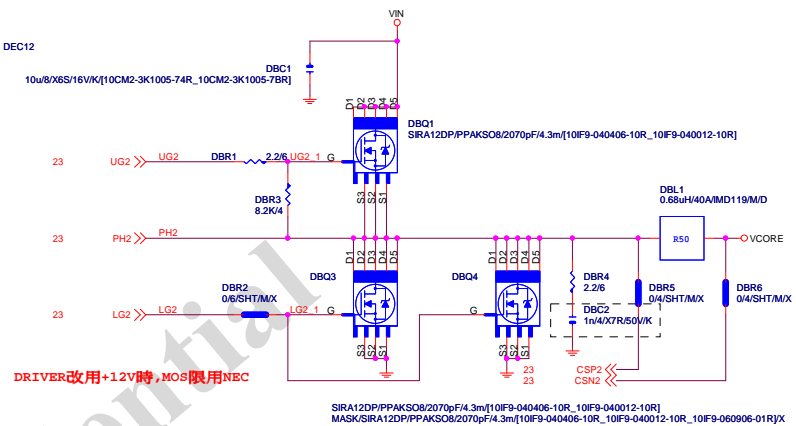 VIN
DEC12
DBC1
10u/8/X6S/16V/K/[10CM2-3K1005-74R_10CM2-3K1005-7BR]
D1
D2
D3
D4
D5
DBQ1
SIRA12DP/PPAKSO8/2070pF/4.3m/[10IF9-040406-10R_10IF9-040012-10R]
23
UG2
UG2
DBR1
2.2/6
UG2_1
G
DBR3
8.2K/4
S3
S2
S1
DBL1
0.68uH/40A/IMD119/M/D
23
PH2
PH2
R50
VCORE
D1
D2
D3
D4
D5
D1
D2
D3
D4
D5
DBR2
0/6/SHT/M/X
DBQ3
DBQ4
DBR4
2.2/6
DBR5
0/4/SHT/M/X
DBR6
0/4/SHT/M/X
23
LG2
LG2
LG2_1
G
G
DBC2
1n/4/X7R/50V/K
S3
S2
S1
S3
S2
S1
23
CSP2
23
CSN2
DRIVER改用+12V時,MOS限用NEC
SIRA12DP/PPAKSO8/2070pF/4.3m/[10IF9-040406-10R_10IF9-040012-10R]
MASK/SIRA12DP/PPAKSO8/2070pF/4.3m/[10IF9-040406-10R_10IF9-040012-10R_10IF9-060906-01R]/X
ential